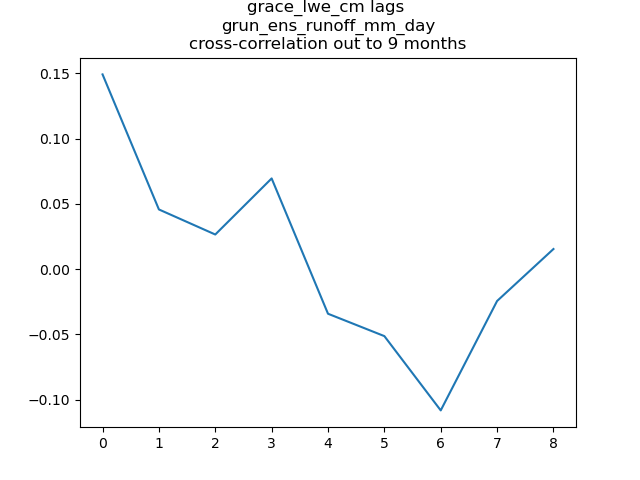 grace_lwe_cm lags
grun_ens_runoff_mm_day
cross-correlation out to 9 months
0.15
0.10
0.05
0.00
−0.05
−0.10
0 1 2 3 4 5 6 7 8